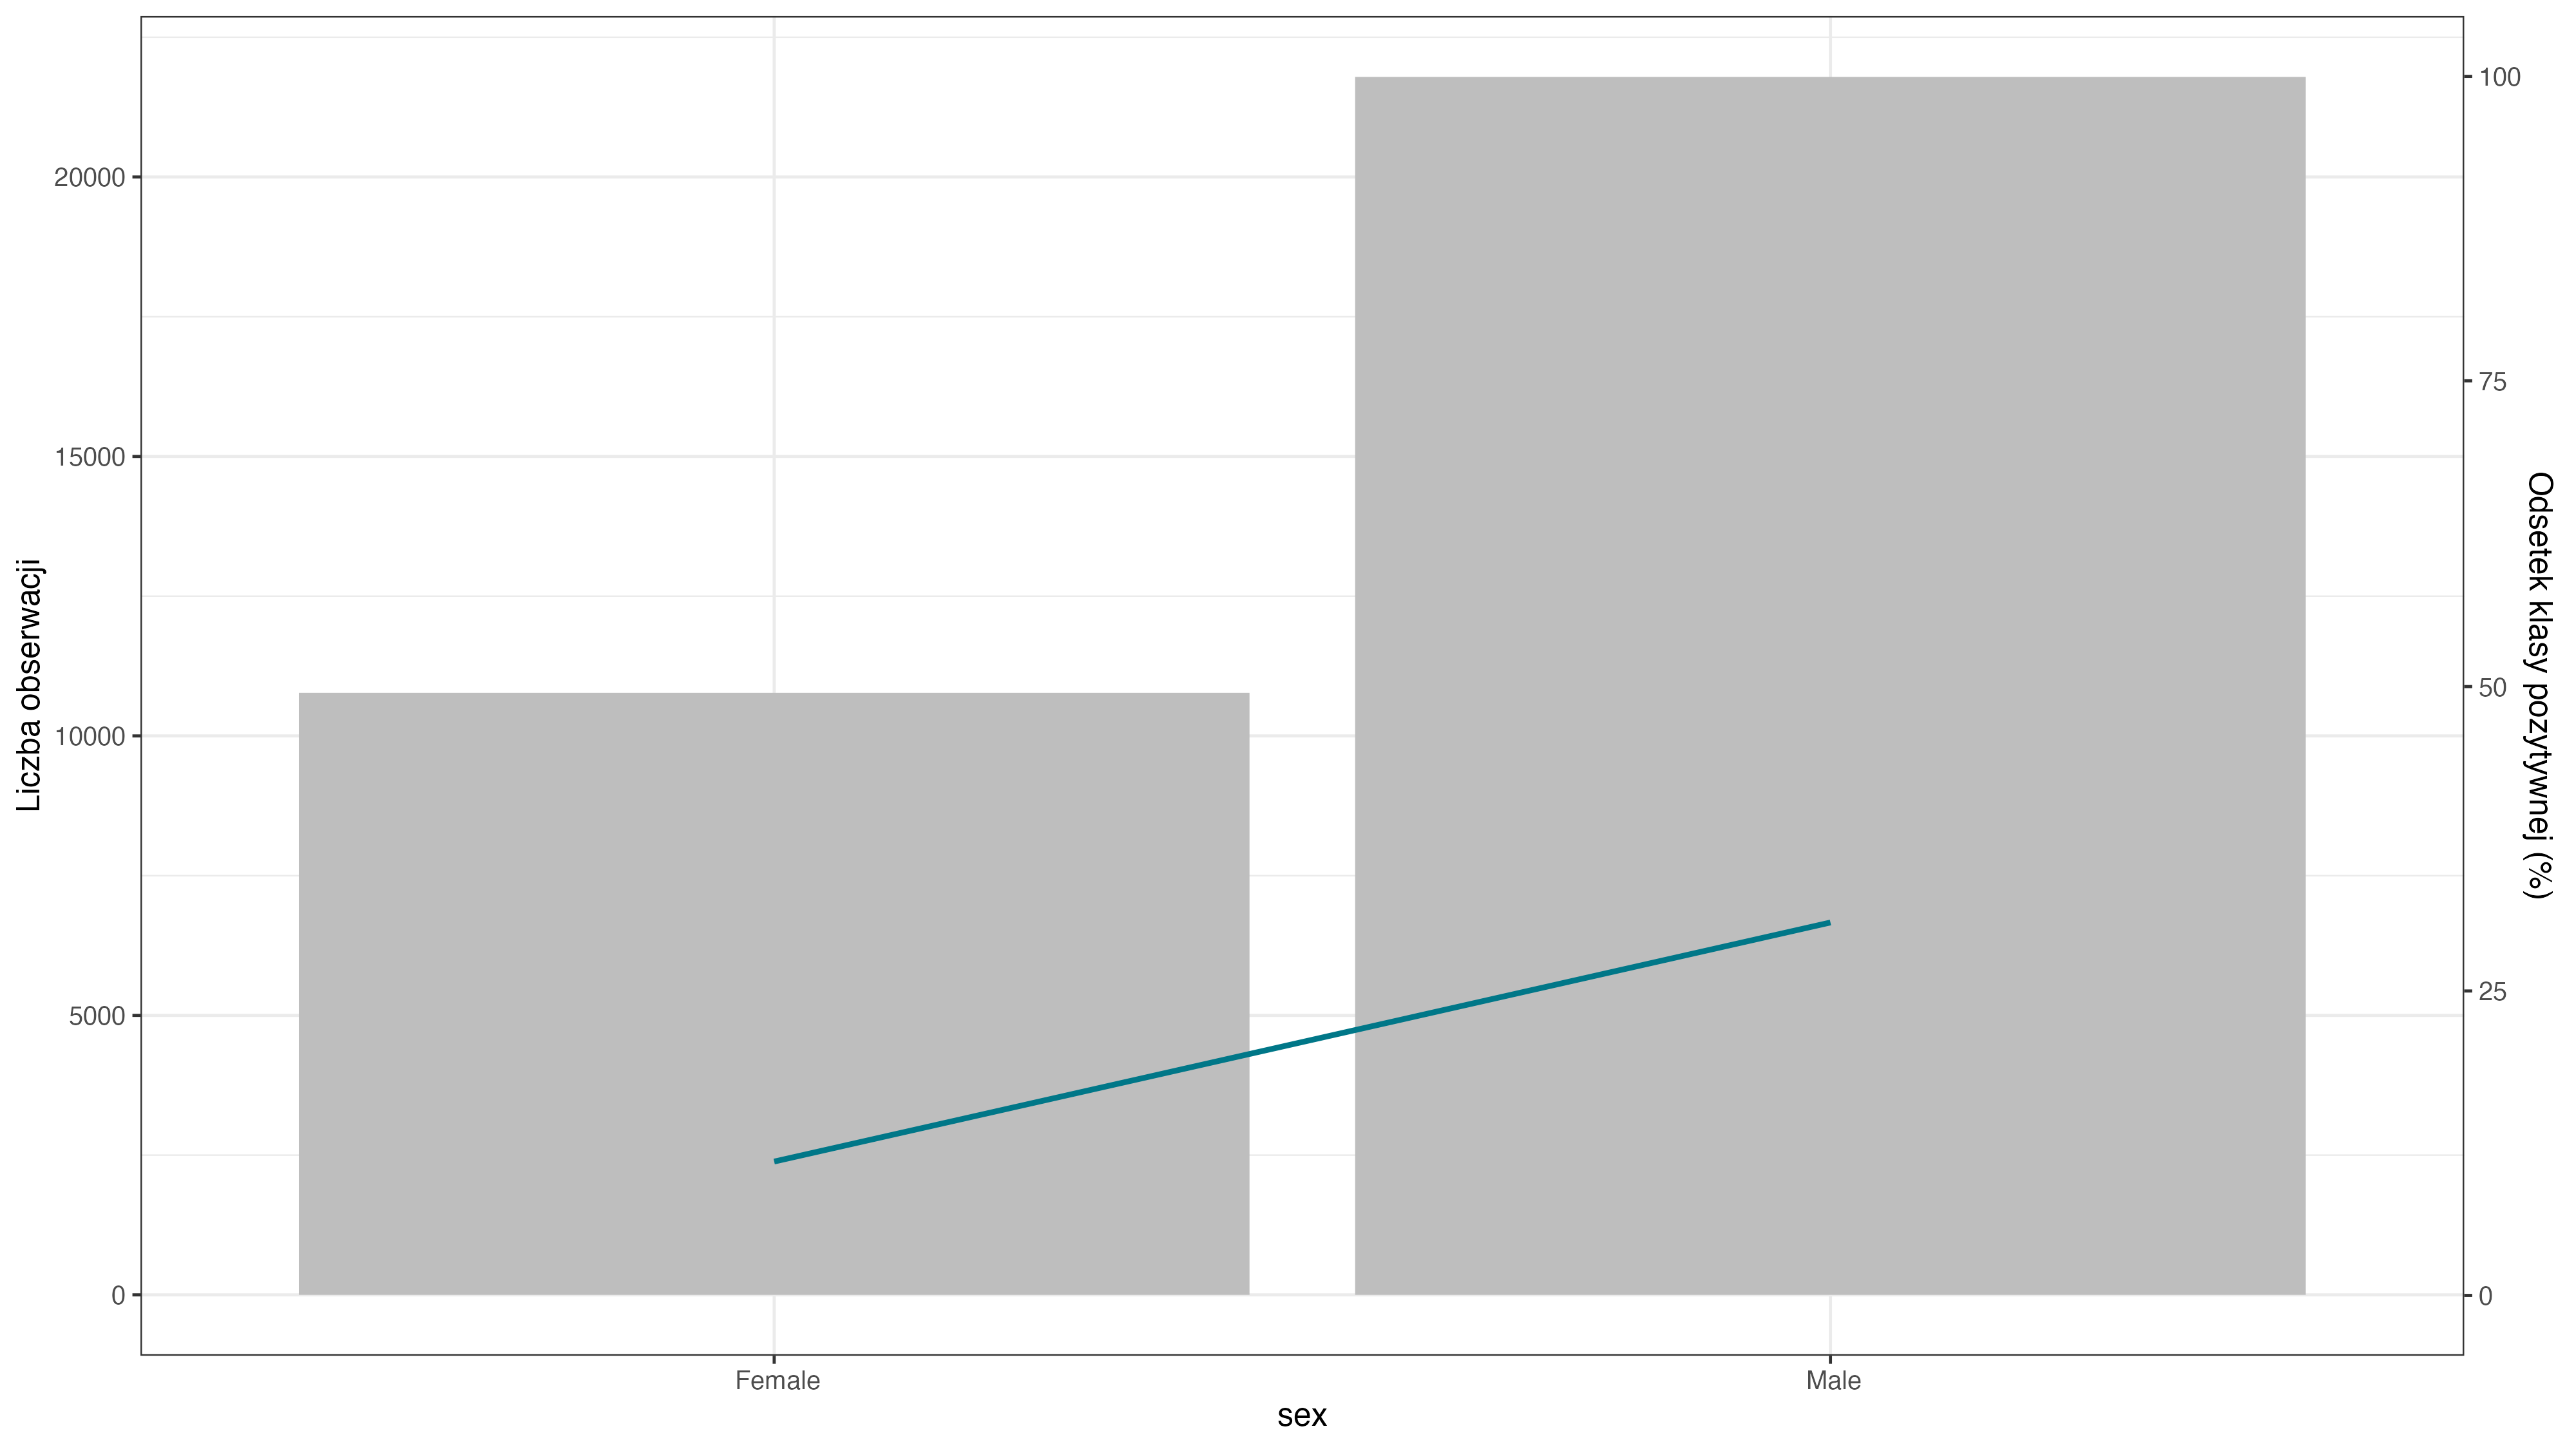 Liczba obserwacji
20000
15000
10000
5000
0
100
75
50
25
0
Odsetek klasy pozytywnej (%)
Female
Male
sex